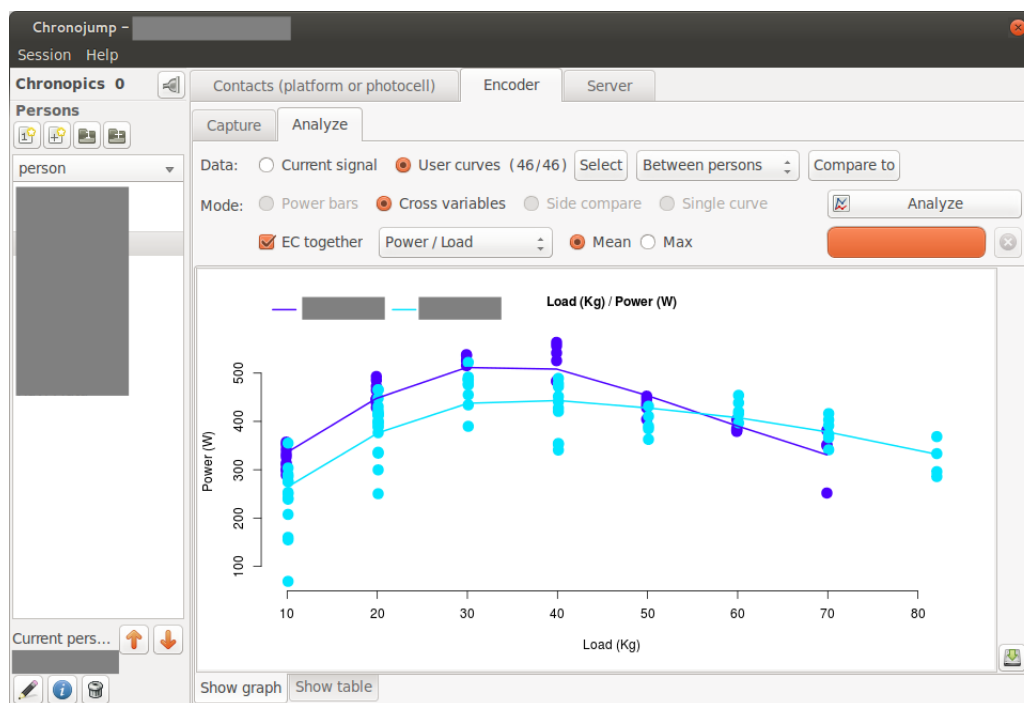 Chronojump –
Session Help
Chronopics 0
Contacts (platform or photocell) Encoder Server
Persons
Capture Analyze
person
Data: Current signal User curves (46/46) Select Between persons Compare to
Mode: Power bars Cross variables Side compare Single curve Analyze
EC together Power / Load Mean Max
Load (Kg) / Power (W)
Power (W)
500
400
300
200
100
10 20 30 40 50 60 70 80
Load (Kg)
Current pers...
Show graph Show table